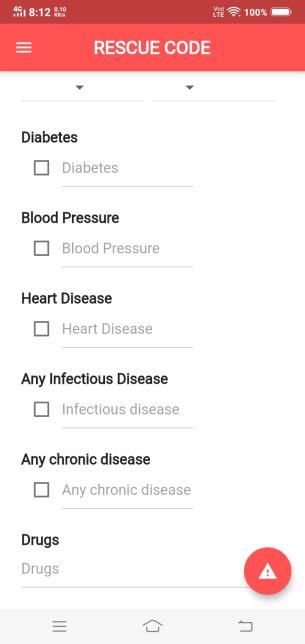 4G 8:12 0.10 KB/s Vo)) LTE 100%
RESCUE CODE
Diabetes
Diabetes
Blood Pressure
Blood Pressure
Heart Disease
Heart Disease
Any Infectious Disease
Infectious disease
Any chronic disease
Any chronic disease
Drugs
Drugs